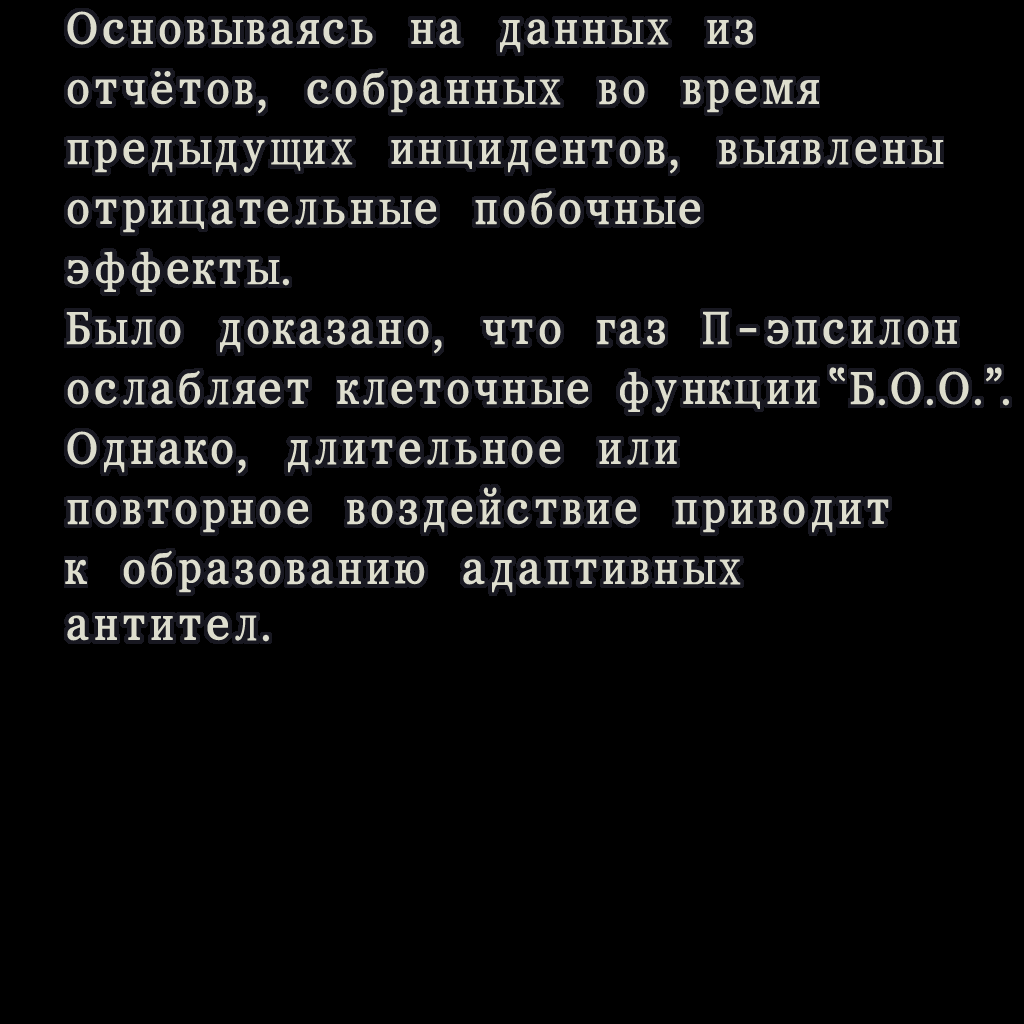 Основываясь на данных из
отчётов, собранных во время
предыдущих инцидентов, выявлены
отрицательные побочные
эффекты.
Было доказано, что газ П-эпсилон
ослабляет клеточные функции “Б.О.О.”.
Однако, длительное или
повторное воздействие приводит
к образованию адаптивных
антител.